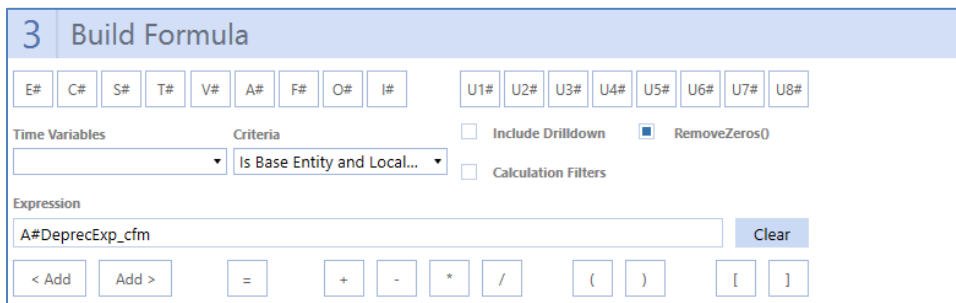 3 Build Formula
E# C# S# T# V# A# F# O# I# U1# U2# U3# U4# U5# U6# U7# U8#
Time Variables Criteria Include Drilldown RemoveZeros()
Is Base Entity and Local...
Calculation Filters
Expression
A#DeprecExp_cfm Clear
< Add Add > = + - * / ( ) [ ]